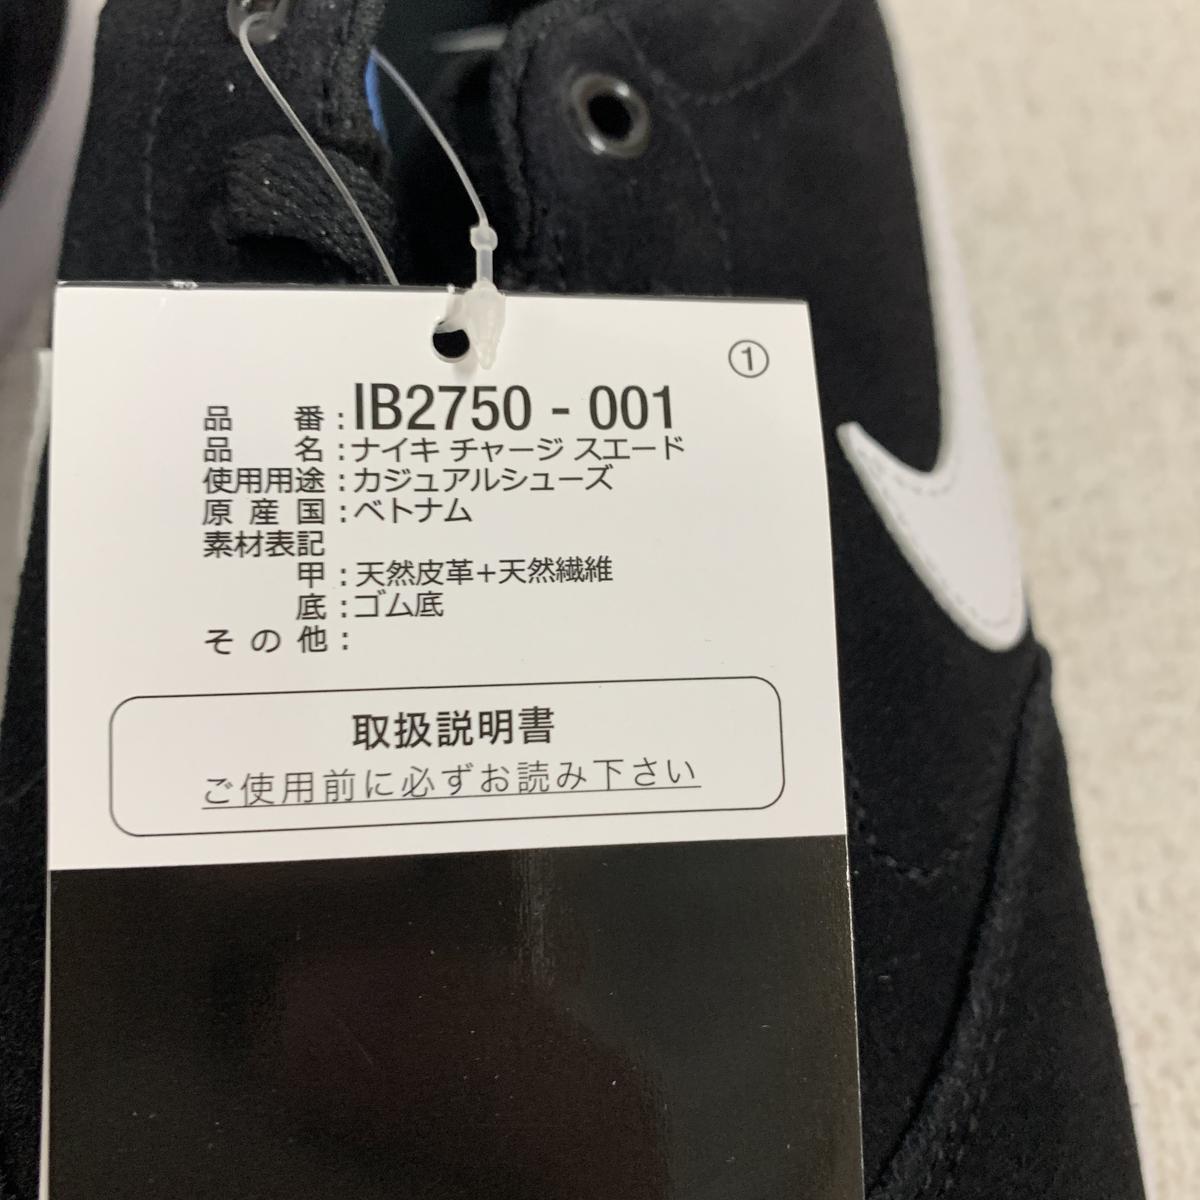 ①
品　番：IB2750 - 001
品　名：ナイキ チャージ スエード
使用用途：カジュアルシューズ
原産国：ベトナム
素材表記
甲：天然皮革+天然繊維
底：ゴム底
その他：
取扱説明書
ご使用前に必ずお読み下さい